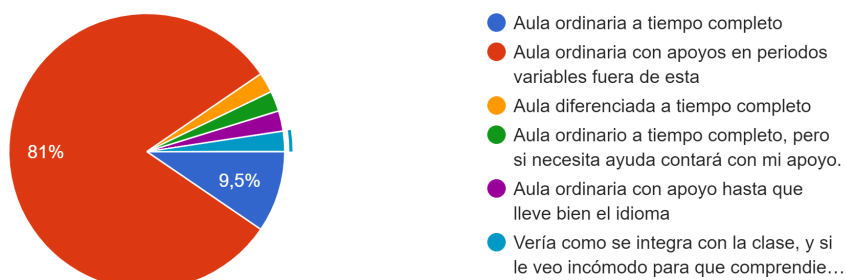 81%
9,5%
Aula ordinaria a tiempo completo
Aula ordinaria con apoyos en periodos
variables fuera de esta
Aula diferenciada a tiempo completo
Aula ordinario a tiempo completo, pero
si necesita ayuda contará con mi apoyo.
Aula ordinaria con apoyo hasta que
lleve bien el idioma
Vería como se integra con la clase, y si
le veo incómodo para que comprendie…